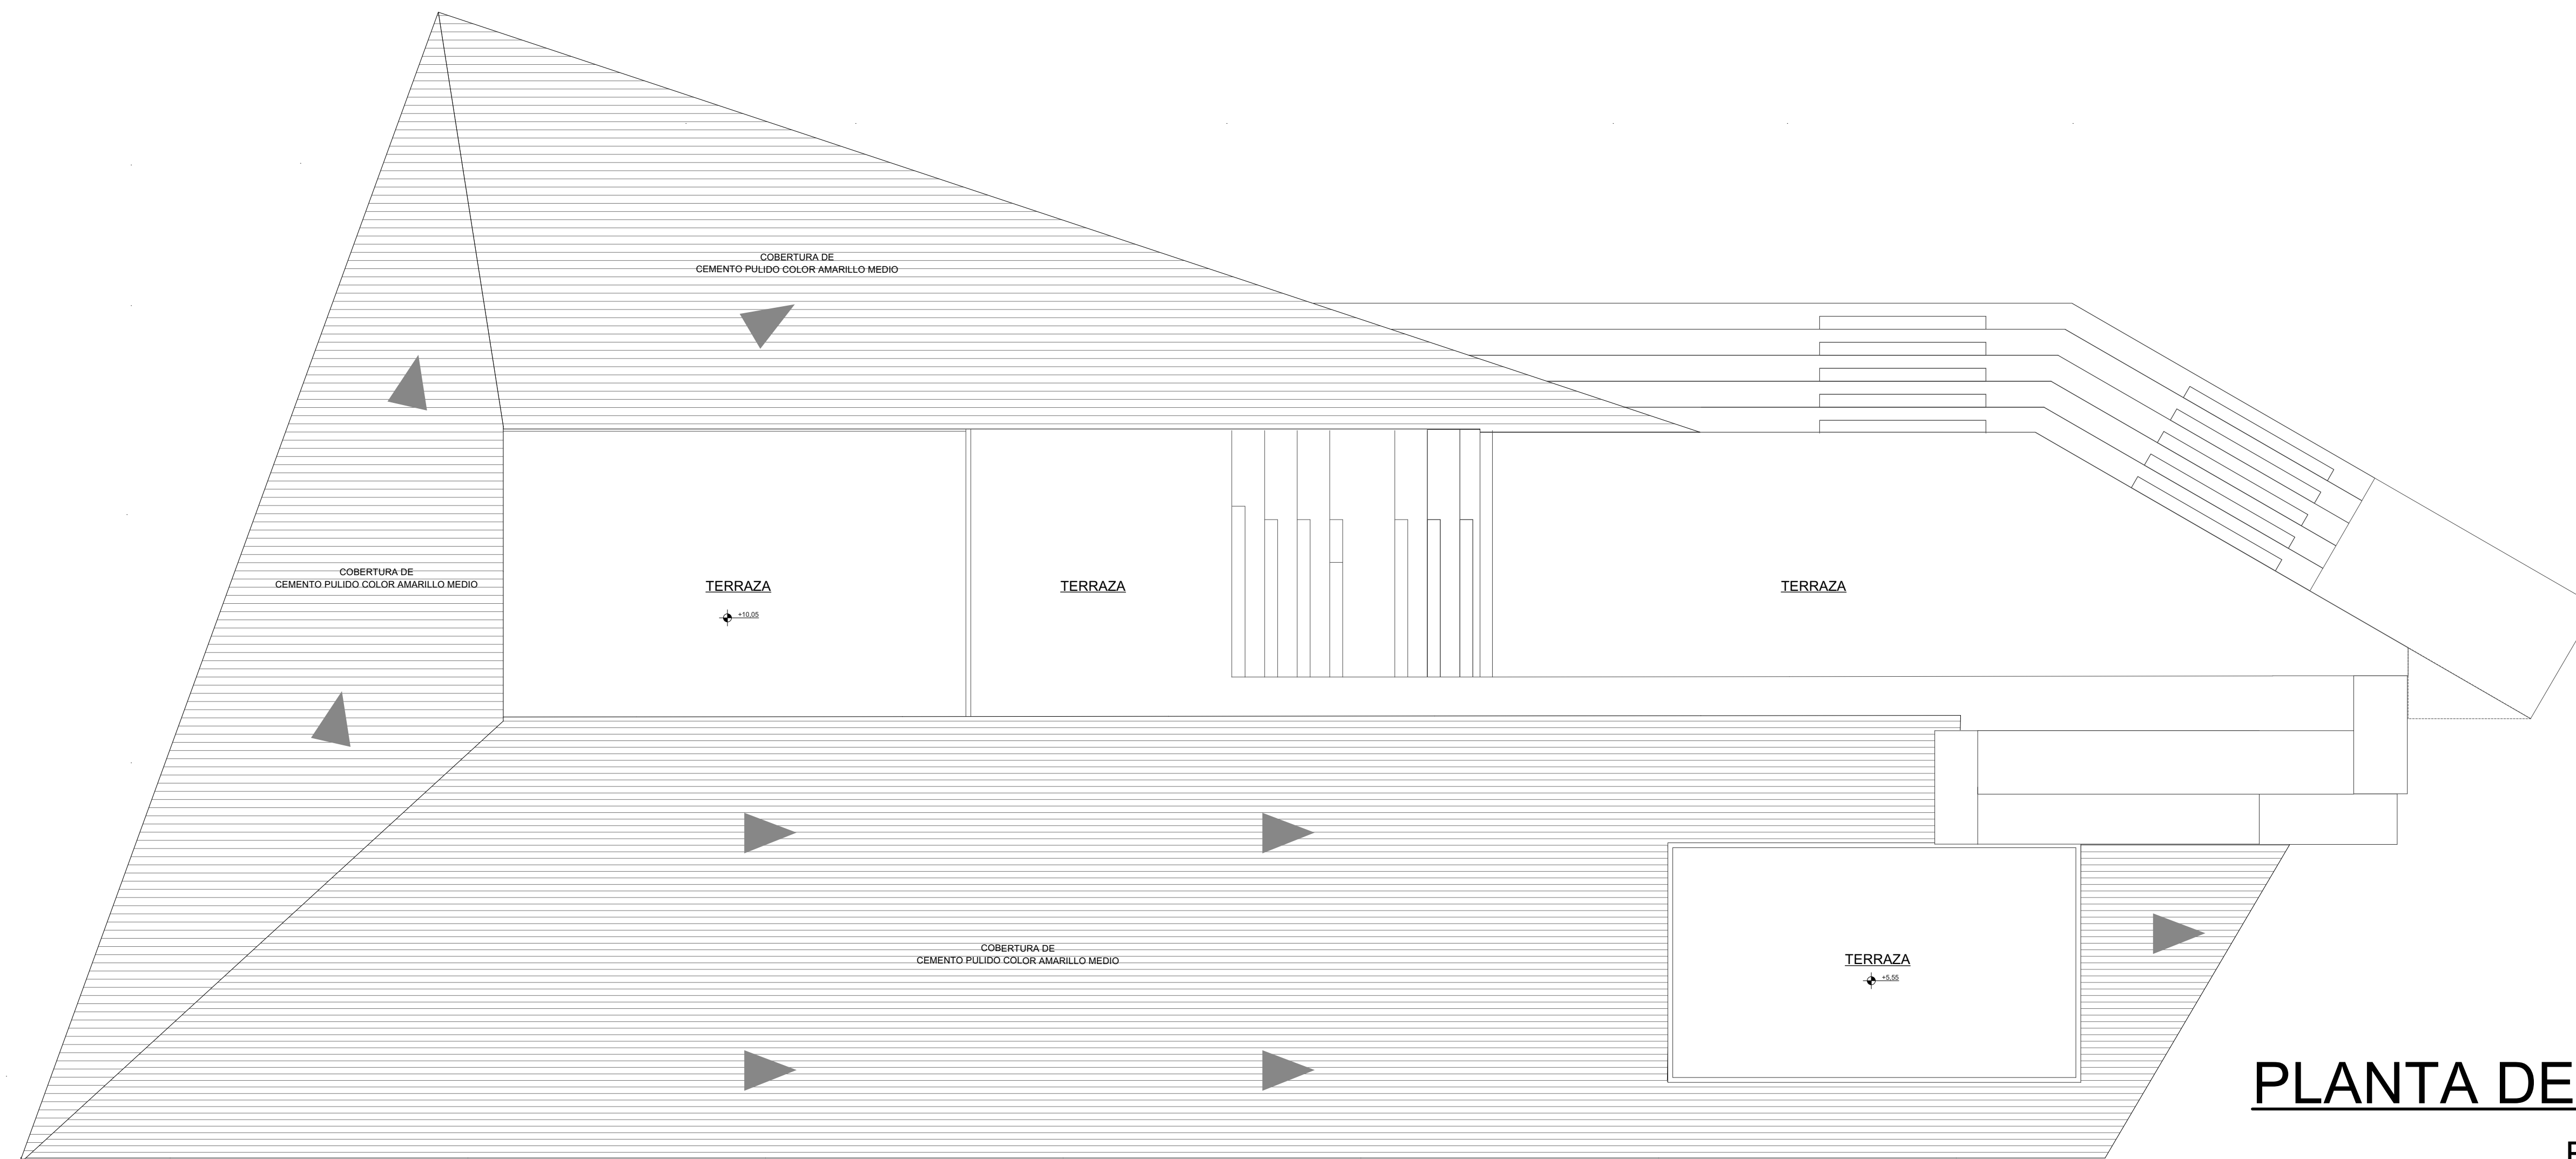 COBERTURA DE
CEMENTO PULIDO COLOR AMARILLO MEDIO
COBERTURA DE
CEMENTO PULIDO COLOR AMARILLO MEDIO
TERRAZA
+10,05
TERRAZA
TERRAZA
COBERTURA DE
CEMENTO PULIDO COLOR AMARILLO MEDIO
TERRAZA
+5,55
PLANTA DE